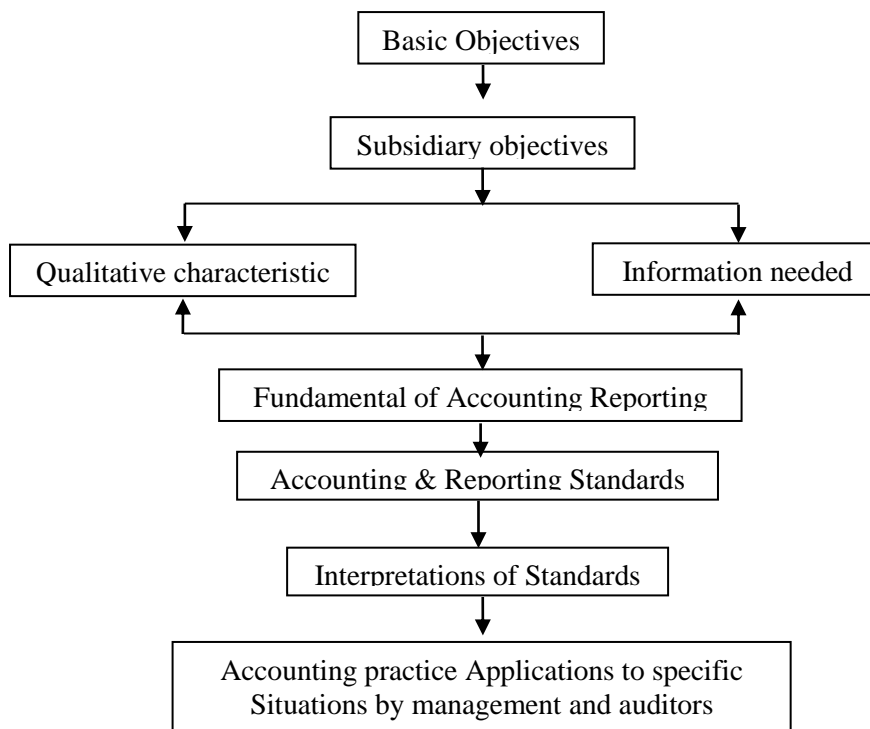 Basic Objectives
Subsidiary objectives
Qualitative characteristic
Information needed
Fundamental of Accounting Reporting
Accounting & Reporting Standards
Interpretations of Standards
Accounting practice Applications to specific
Situations by management and auditors